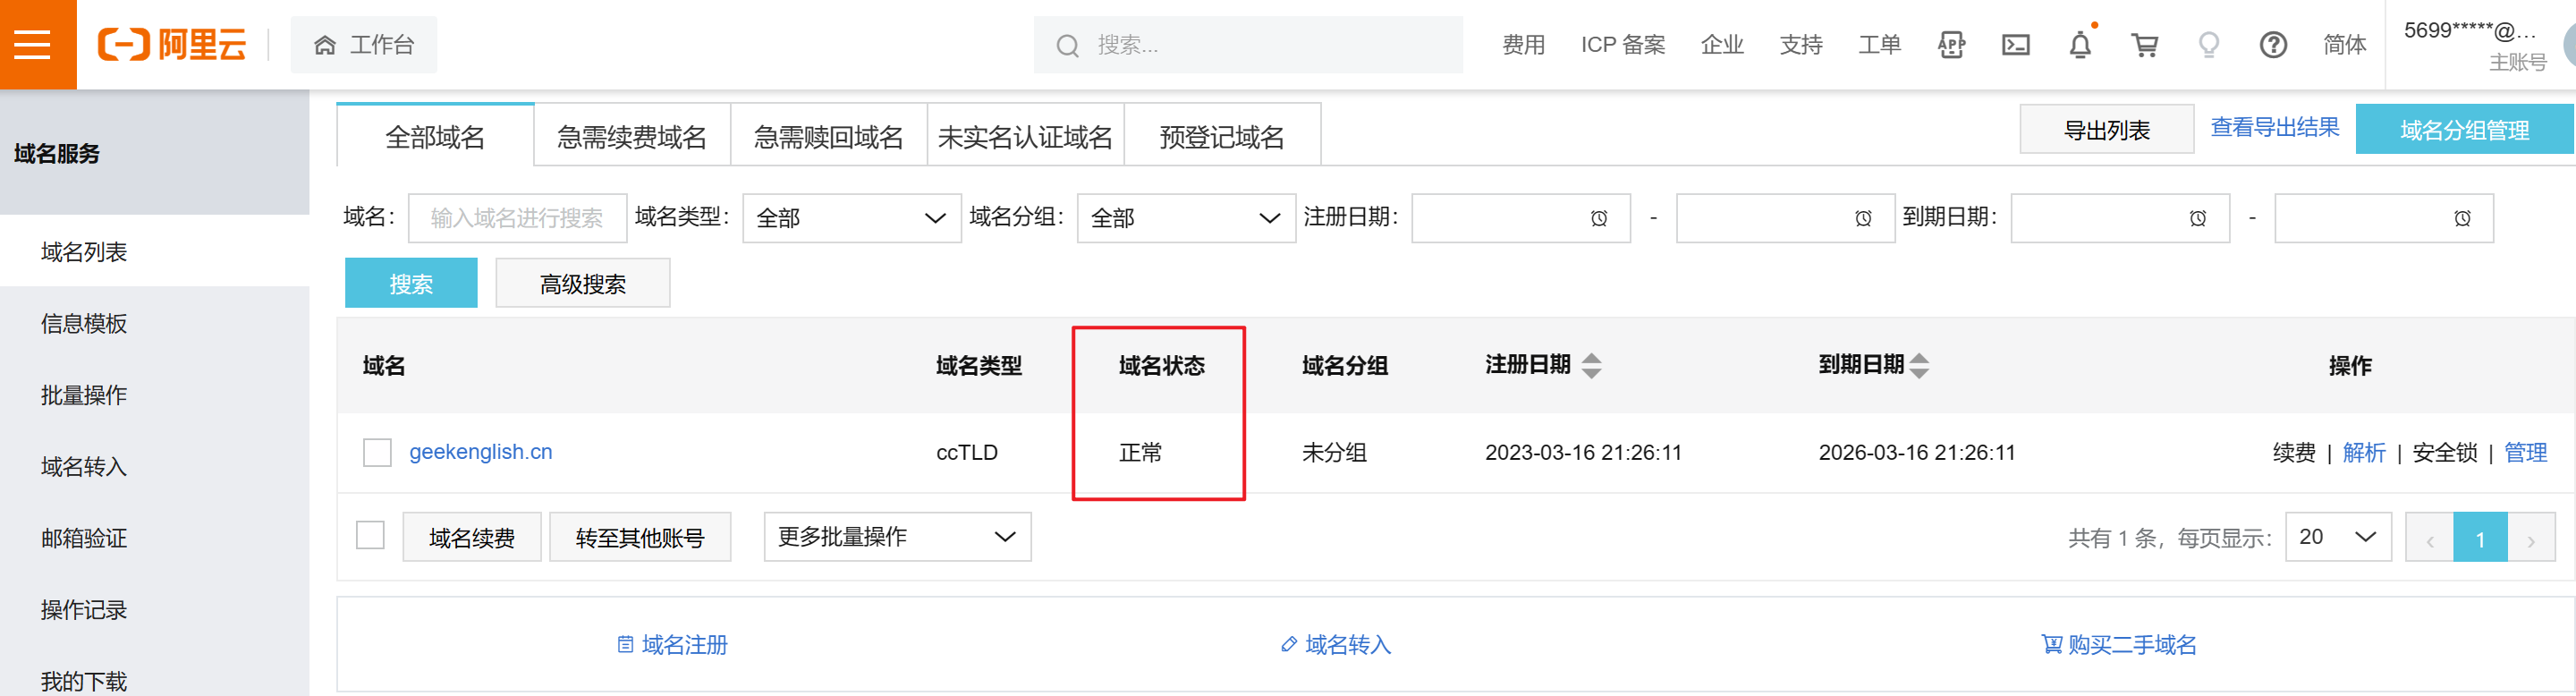 阿里云
工作台
搜索...
费用 ICP 备案 企业 支持 工单 APP 简体
5699*****@...
主账号
域名服务
域名列表
信息模板
批量操作
域名转入
邮箱验证
操作记录
我的下载
全部域名 急需续费域名 急需赎回域名 未实名认证域名 预登记域名
导出列表 查看导出结果 域名分组管理
域名: 输入域名进行搜索 域名类型: 全部 域名分组: 全部 注册日期: - 到期日期: -
搜索 高级搜索
域名 域名类型 域名状态 域名分组 注册日期 到期日期 操作
geekenglish.cn ccTLD 正常 未分组 2023-03-16 21:26:11 2026-03-16 21:26:11 续费 | 解析 | 安全锁 | 管理
域名续费 转至其他账号 更多批量操作 共有 1 条, 每页显示: 20 ‹ 1 ›
域名注册 域名转入 购买二手域名